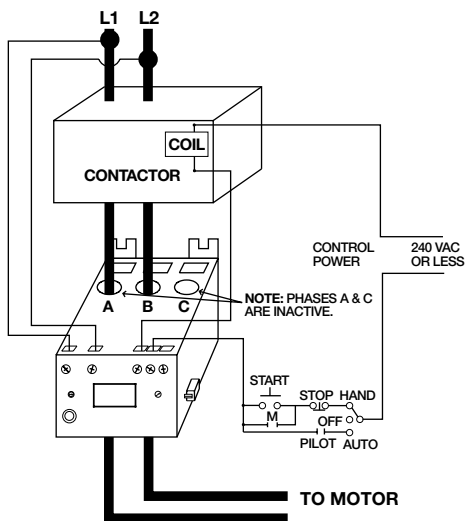 L1 L2
COIL
CONTACTOR
CONTROL POWER
240 VAC OR LESS
A B C
NOTE: PHASES A & C
ARE INACTIVE.
START
STOP HAND
M
OFF
PILOT AUTO
TO MOTOR